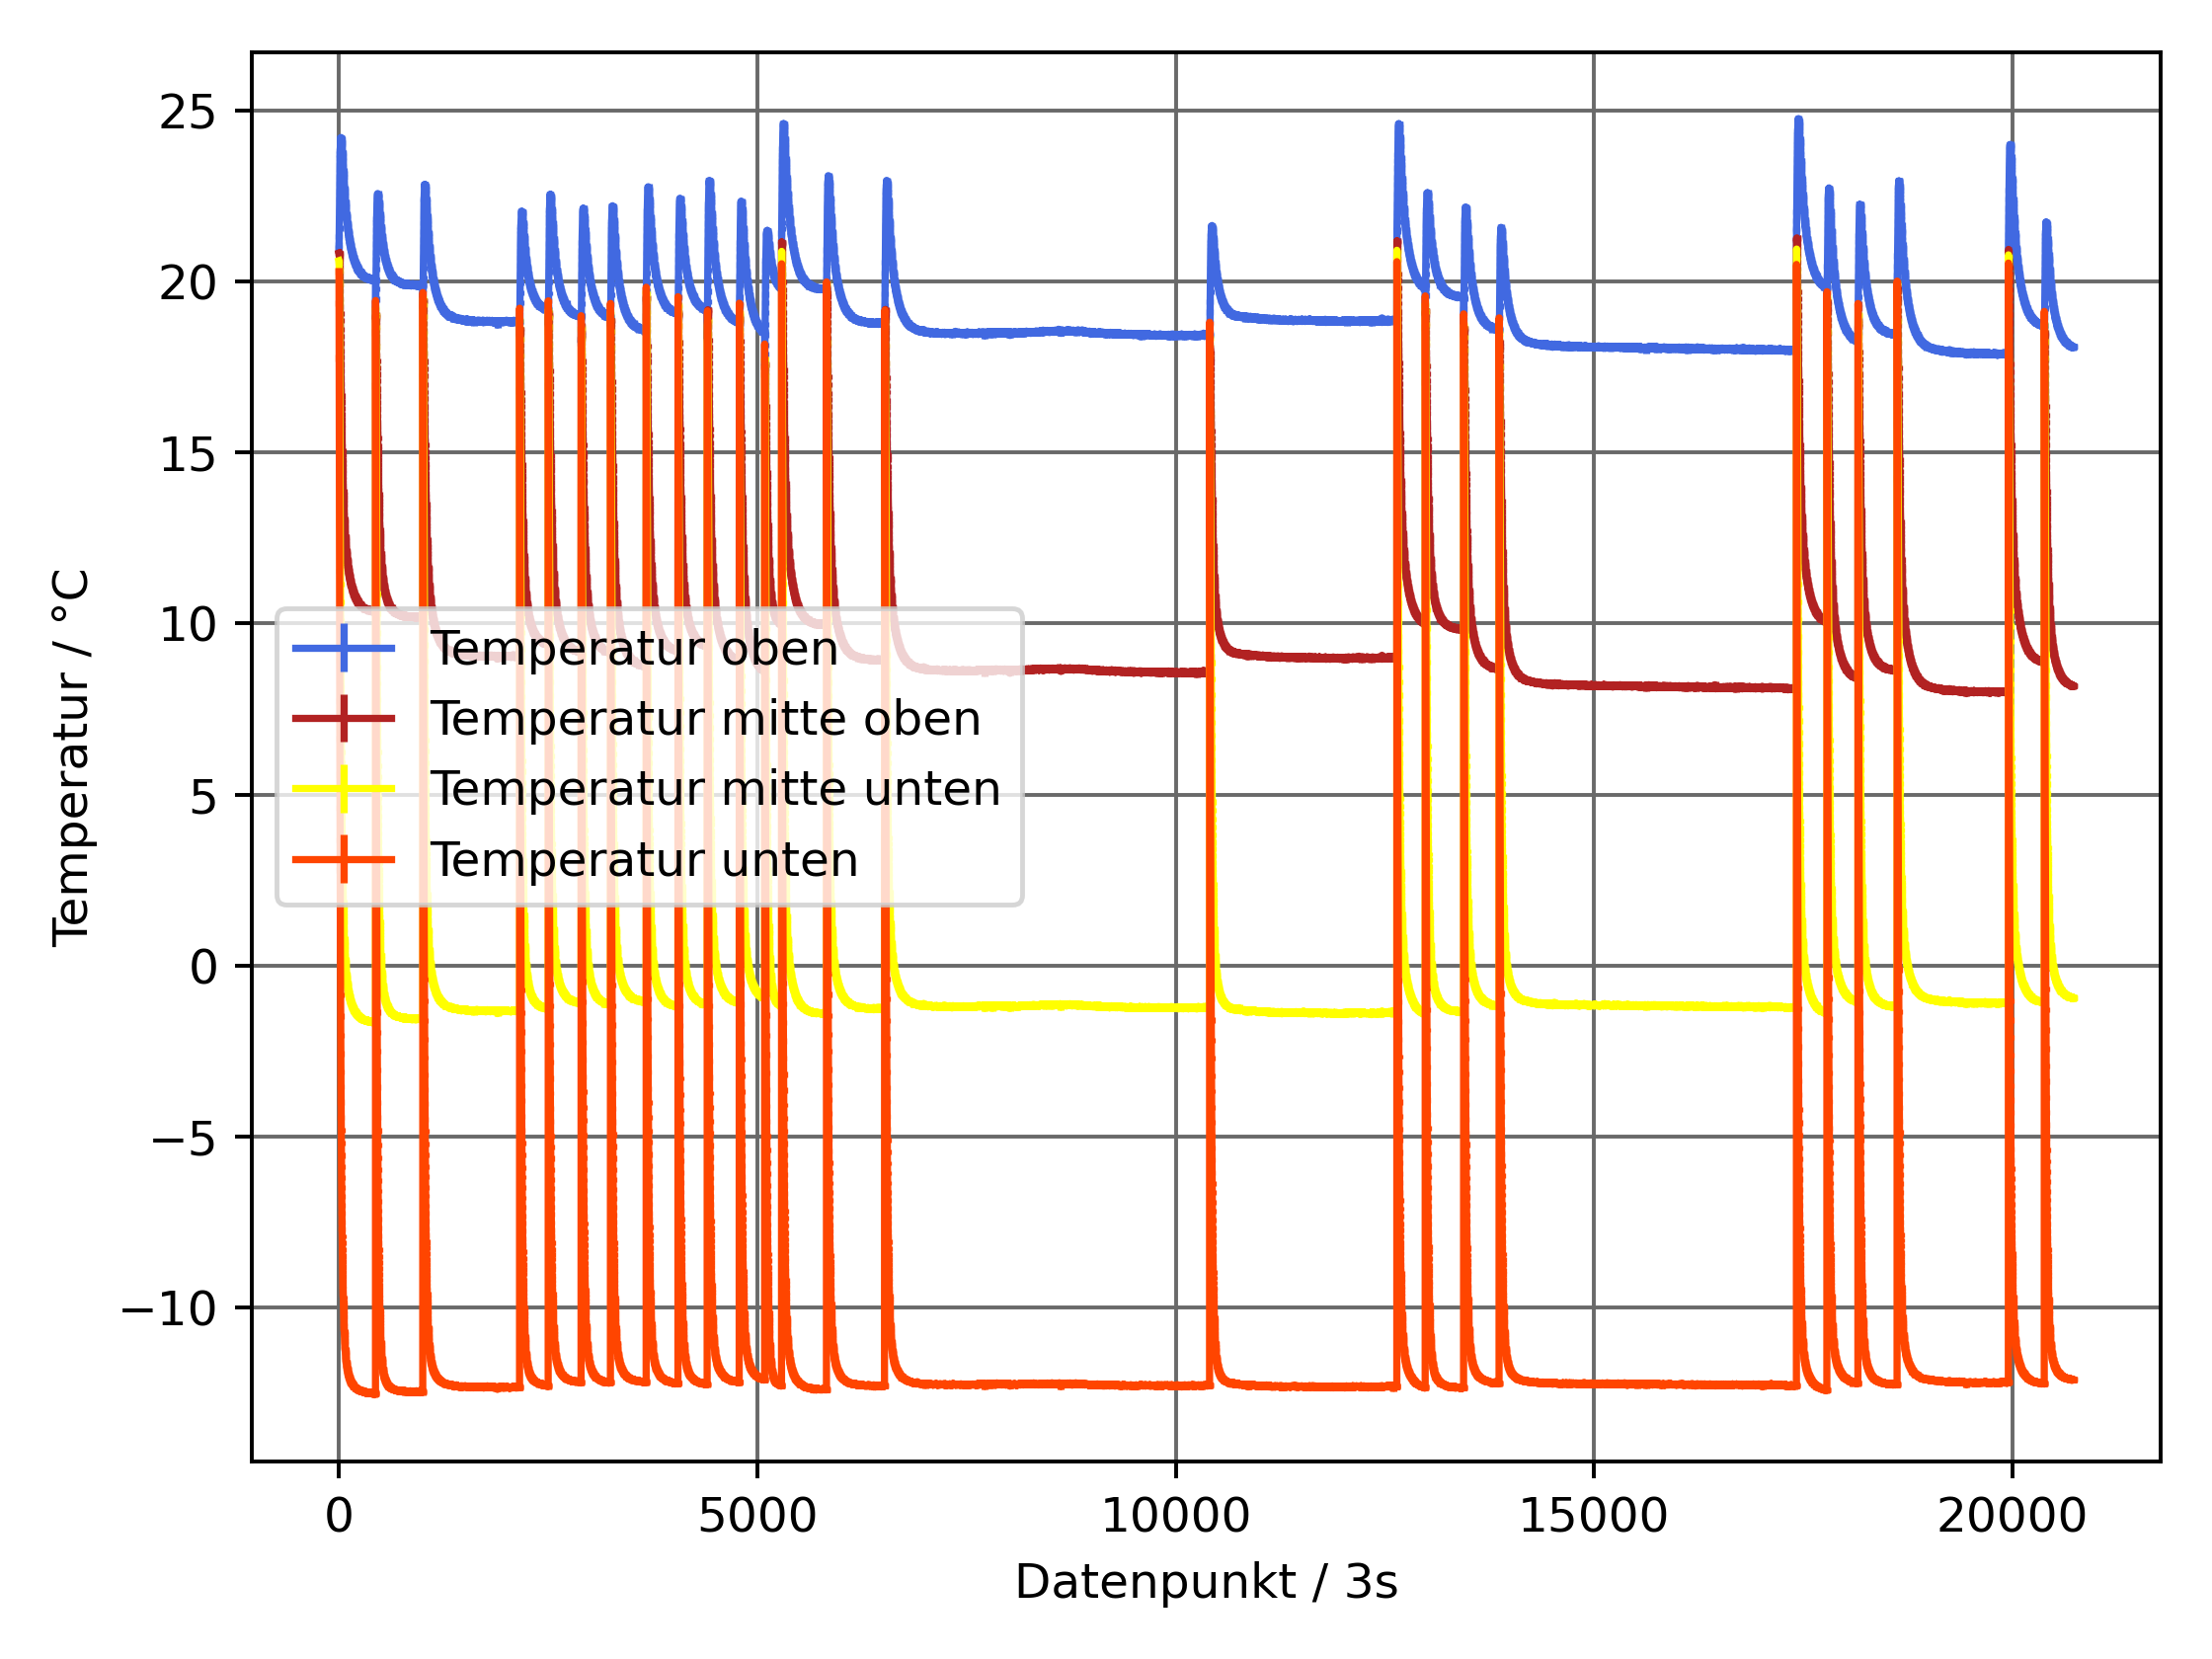 25
20
15
10
5
0
−5
−10
Temperatur / °C
Temperatur oben
Temperatur mitte oben
Temperatur mitte unten
Temperatur unten
0 5000 10000 15000 20000
Datenpunkt / 3s